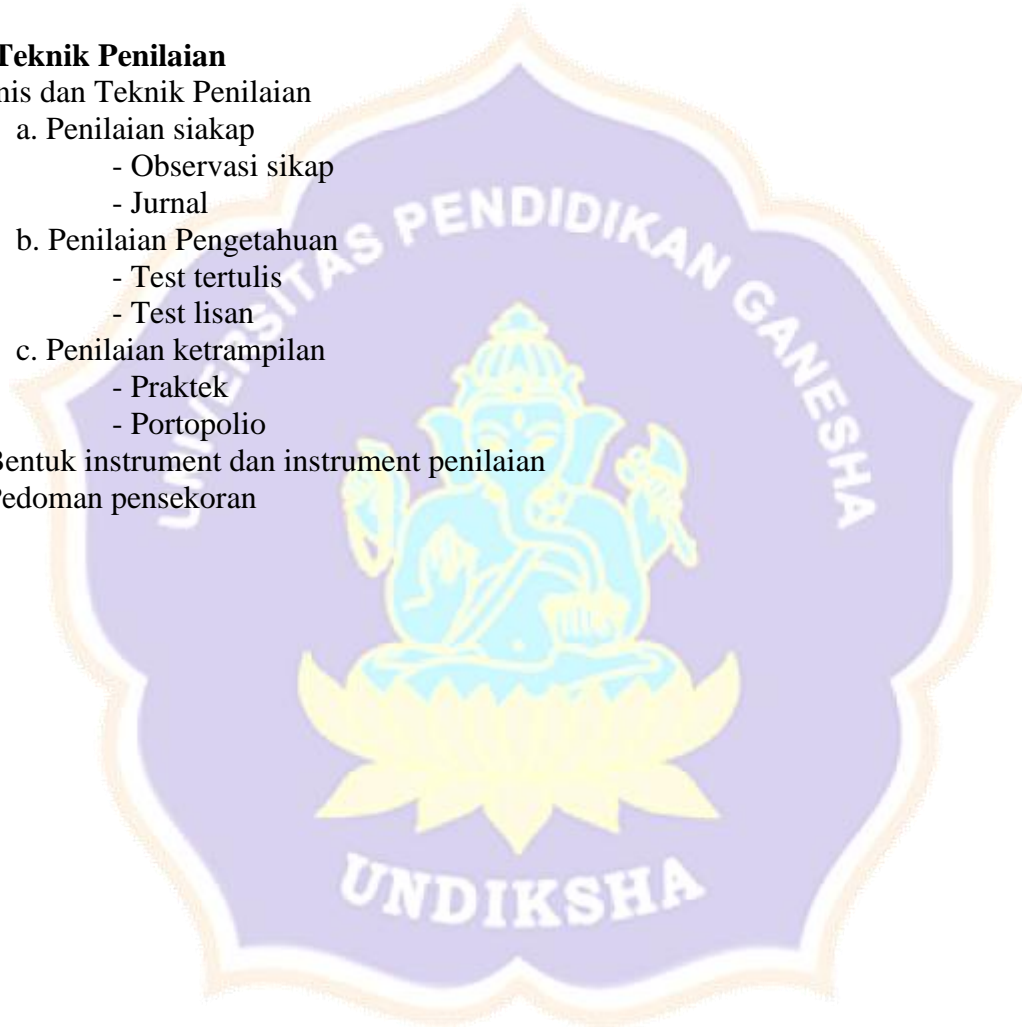 Teknik Penilaian
nis dan Teknik Penilaian
a. Penilaian siakap
- Observasi sikap
- Jurnal
b. Penilaian Pengetahuan
- Test tertulis
- Test lisan
c. Penilaian ketrampilan
- Praktek
- Portopolio
Bentuk instrument dan instrument penilaian
Pedoman pensekoran
UNIVERSITAS PENDIDIKAN GANESHA
UNDIKSHA